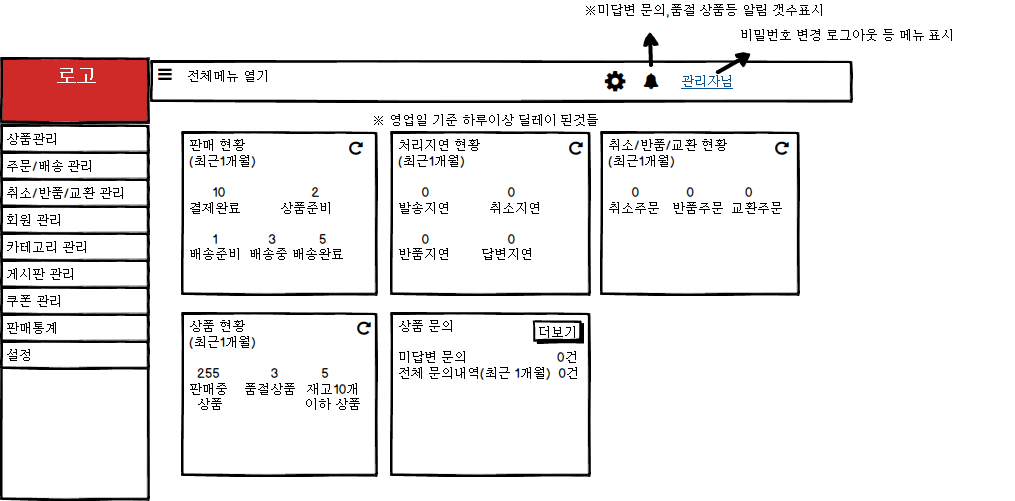 ※미답변 문의,품절 상품등 알림 갯수표시
비밀번호 변경 로그아웃 등 메뉴 표시
로고
전체메뉴 열기
관리자님
※ 영업일 기준 하루이상 딜레이 된것들
상품관리
주문/배송 관리
취소/반품/교환 관리
회원 관리
카테고리 관리
게시판 관리
쿠폰 관리
판매통계
설정
판매 현황
(최근1개월)
10 2
결제완료 상품준비
1 3 5
배송준비 배송중 배송완료
처리지연 현황
(최근1개월)
0 0
발송지연 취소지연
0 0
반품지연 답변지연
취소/반품/교환 현황
(최근1개월)
0 0 0
취소주문 반품주문 교환주문
상품 현황
(최근1개월)
255 3 5
판매중 품절상품 재고10개
상품 이하 상품
상품 문의
더보기
미답변 문의 0건
전체 문의내역(최근 1개월) 0건